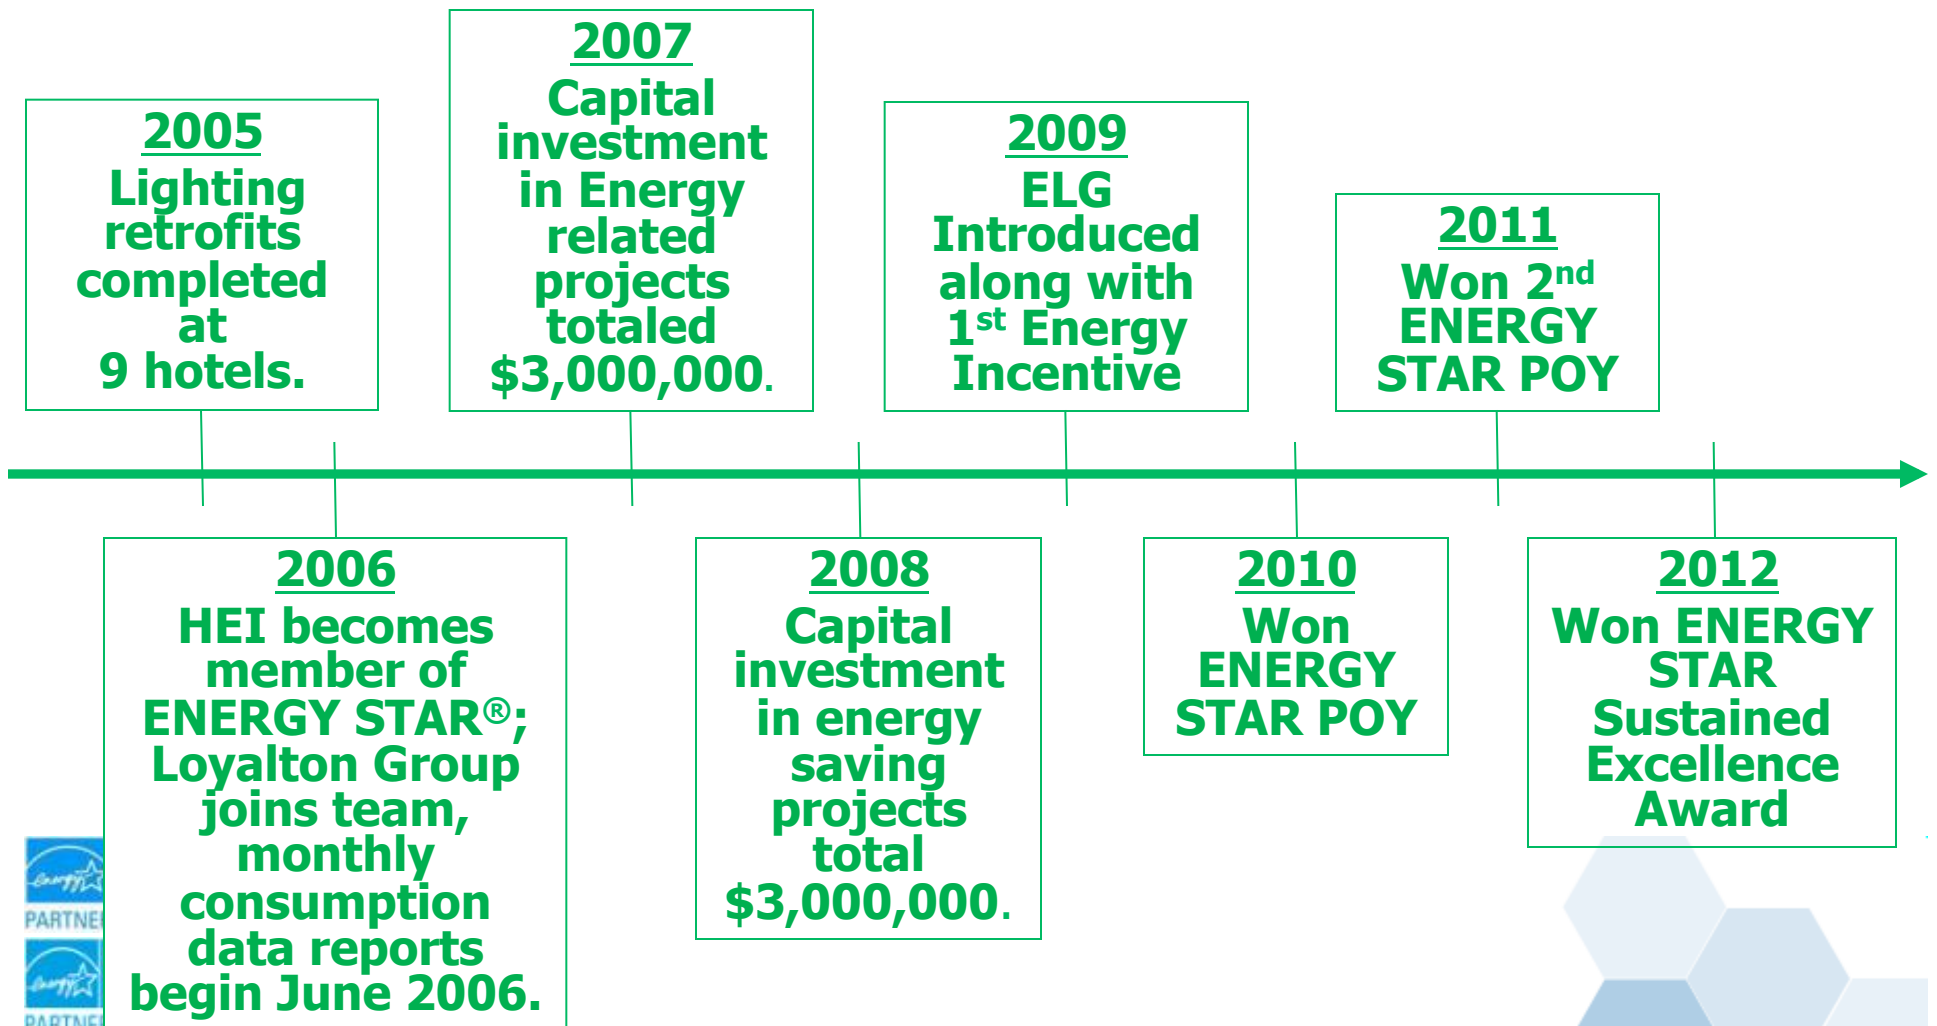 2005
Lighting
retrofits
completed
at
9 hotels.
2007
Capital
investment
in Energy
related
projects
totaled
$3,000,000.
2009
ELG
Introduced
along with
1st Energy
Incentive
2011
Won 2nd
ENERGY
STAR POY
2006
HEI becomes
member of
ENERGY STAR®;
Loyalton Group
joins team,
monthly
consumption
data reports
begin June 2006.
2008
Capital
investment
in energy
saving
projects
total
$3,000,000.
2010
Won
ENERGY
STAR POY
2012
Won ENERGY
STAR
Sustained
Excellence
Award
energy
energy